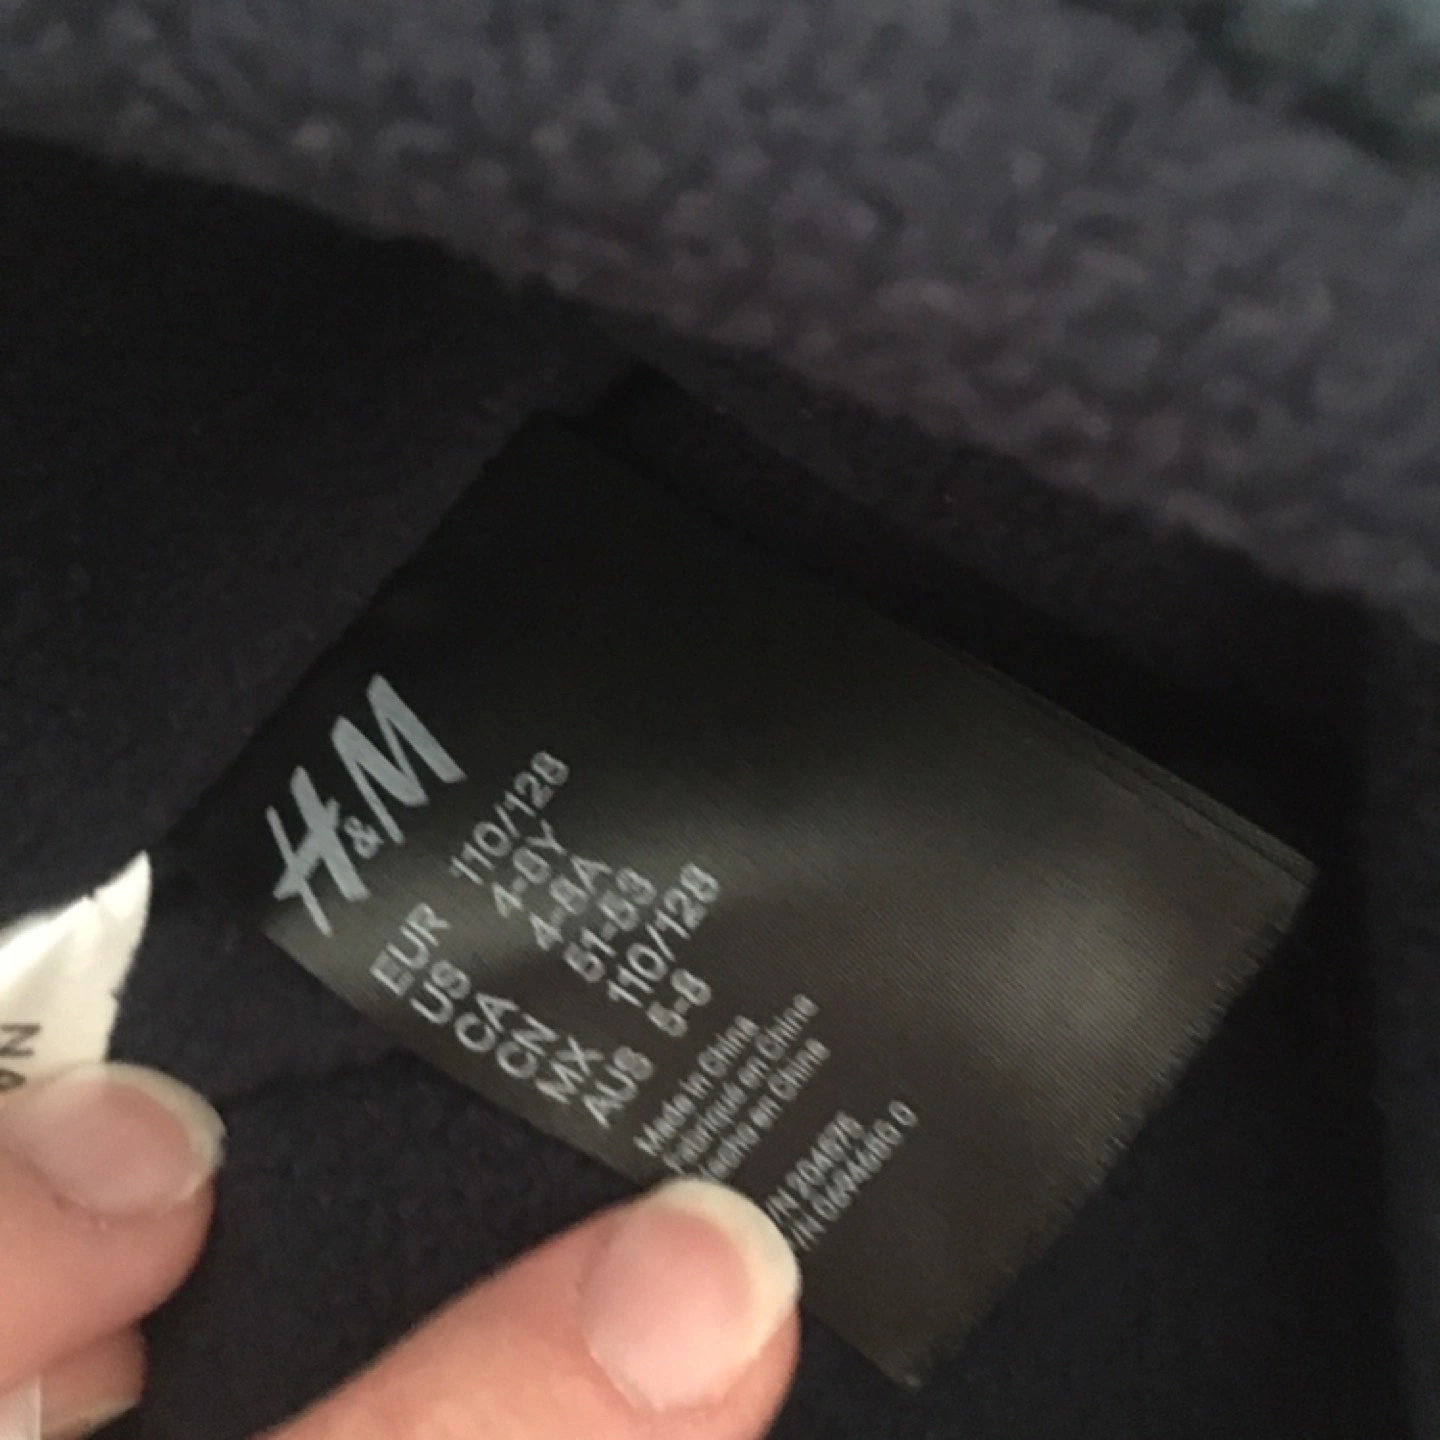 H&M
EUR 110/128
US 4-8Y
CA 4-8A
CN 51-53
MX 110/128
AUS 5-8
Made in China
Fabriqué en Chine
Hecho en China
/N 204876
/N
N